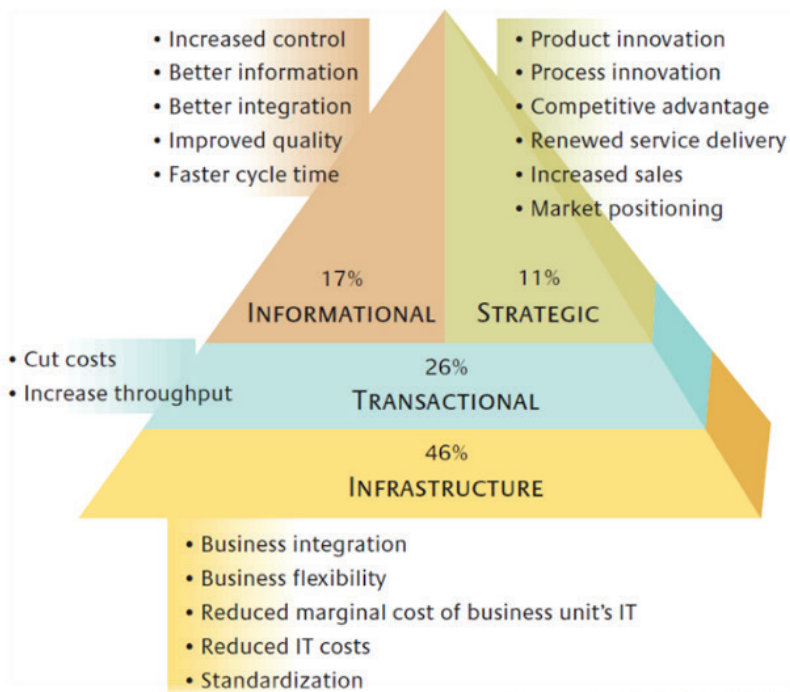 • Increased control
• Better information
• Better integration
• Improved quality
• Faster cycle time
• Product innovation
• Process innovation
• Competitive advantage
• Renewed service delivery
• Increased sales
• Market positioning
17%
INFORMATIONAL
11%
STRATEGIC
• Cut costs
• Increase throughput
26%
TRANSACTIONAL
46%
INFRASTRUCTURE
• Business integration
• Business flexibility
• Reduced marginal cost of business unit's IT
• Reduced IT costs
• Standardization